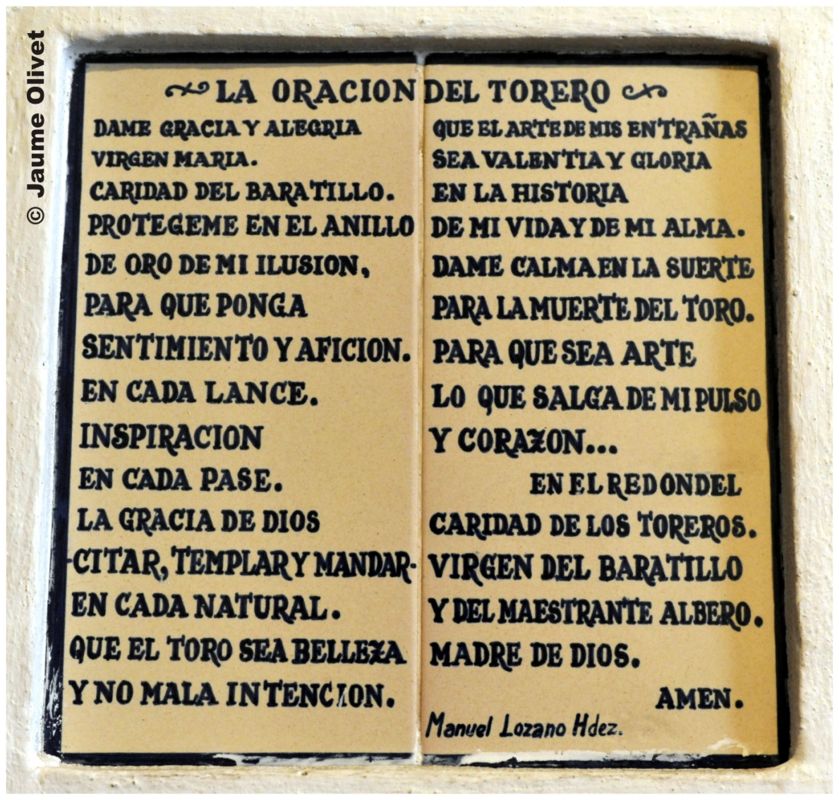 © Jaume Olivet
LA ORACION DEL TORERO
DAME GRACIA Y ALEGRIA
VIRGEN MARIA.
CARIDAD DEL BARATILLO.
PROTEGEME EN EL ANILLO
DE ORO DE MI ILUSION,
PARA QUE PONGA
SENTIMIENTO Y AFICION.
EN CADA LANCE.
INSPIRACION
EN CADA PASE.
LA GRACIA DE DIOS
-CITAR, TEMPLAR Y MANDAR-
EN CADA NATURAL.
QUE EL TORO SEA BELLEZA
Y NO MALA INTENCION.
QUE EL ARTE DE MIS ENTRAÑAS
SEA VALENTIA Y GLORIA
EN LA HISTORIA
DE MI VIDA Y DE MI ALMA.
DAME CALMA EN LA SUERTE
PARA LA MUERTE DEL TORO.
PARA QUE SEA ARTE
LO QUE SALGA DE MI PULSO
Y CORAZON...
EN EL REDONDEL
CARIDAD DE LOS TOREROS.
VIRGEN DEL BARATILLO
Y DEL MAESTRANTE ALBERO.
MADRE DE DIOS.
AMEN.
Manuel Lozano Hdez.